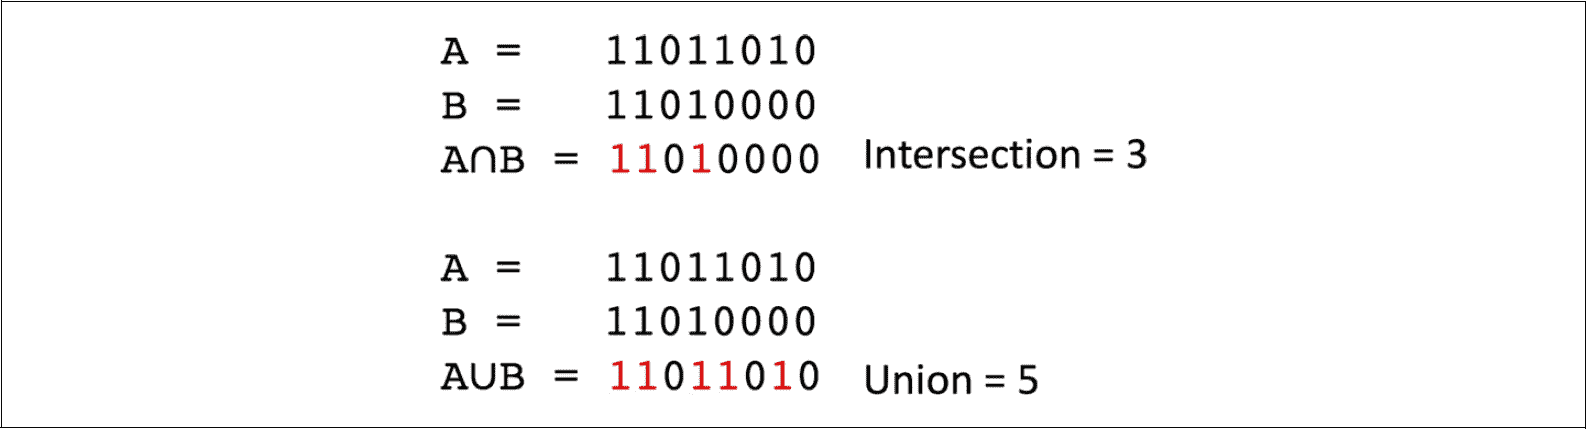 A = 11011010
B = 11010000
A∩B = 11010000 Intersection = 3
A = 11011010
B = 11010000
A∪B = 11011010 Union = 5